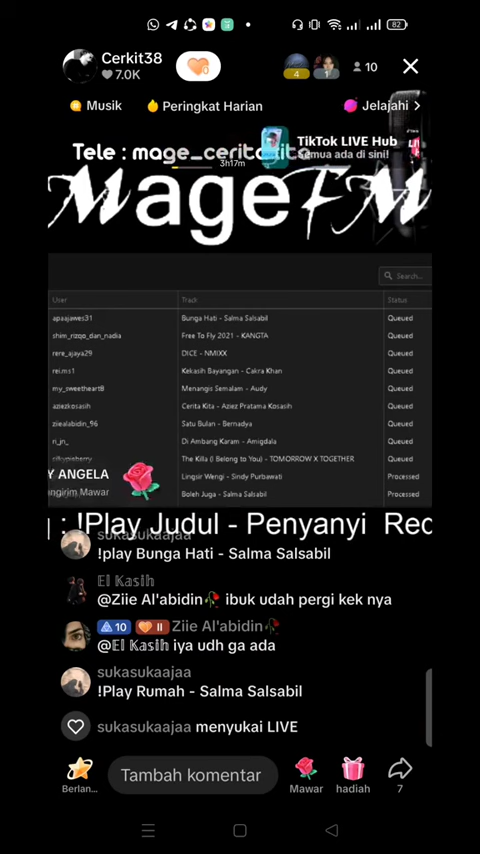 82
Cerkit38
7.0K
0
4
1
10
Musik
Peringkat Harian
Jelajahi >
TikTok LIVE Hub
semua ada di sini!
Tele : mage_ceritakita
3h17m
MageFM
Search...
User Track Status
apaajawes31 Bunga Hati - Salma Salsabil Queued
shim_rizqo_dan_nadia Free To Fly 2021 - KANGTA Queued
rere_ajaya29 DICE - NMIXX Queued
rei.ms1 Kekasih Bayangan - Cakra Khan Queued
my_sweetheart8 Menangis Semalam - Audy Queued
aziezkosasih Cerita Kita - Aziez Pratama Kosasih Queued
ziiealabidin_96 Satu Bulan - Bernadya Queued
ri_jn_ Di Ambang Karam - Amigdala Queued
The Killa (I Belong to You) - TOMORROW X TOGETHER Queued
Lingsir Wengi - Sindy Purbawati Processed
Boleh Juga - Salma Salsabil Processed
Y ANGELA
ngirim Mawar
: !Play Judul - Penyanyi Rec
sukasukaajaa
!play Bunga Hati - Salma Salsabil
𝔼𝕝 𝕂𝕒𝕤𝕚𝕙
@Ziie Al'abidin🥀 ibuk udah pergi kek nya
10 II Ziie Al'abidin🥀
@𝔼𝕝 𝕂𝕒𝕤𝕚𝕙 iya udh ga ada
sukasukaajaa
!Play Rumah - Salma Salsabil
sukasukaajaa menyukai LIVE
Berlan...
Tambah komentar
Mawar
hadiah
7